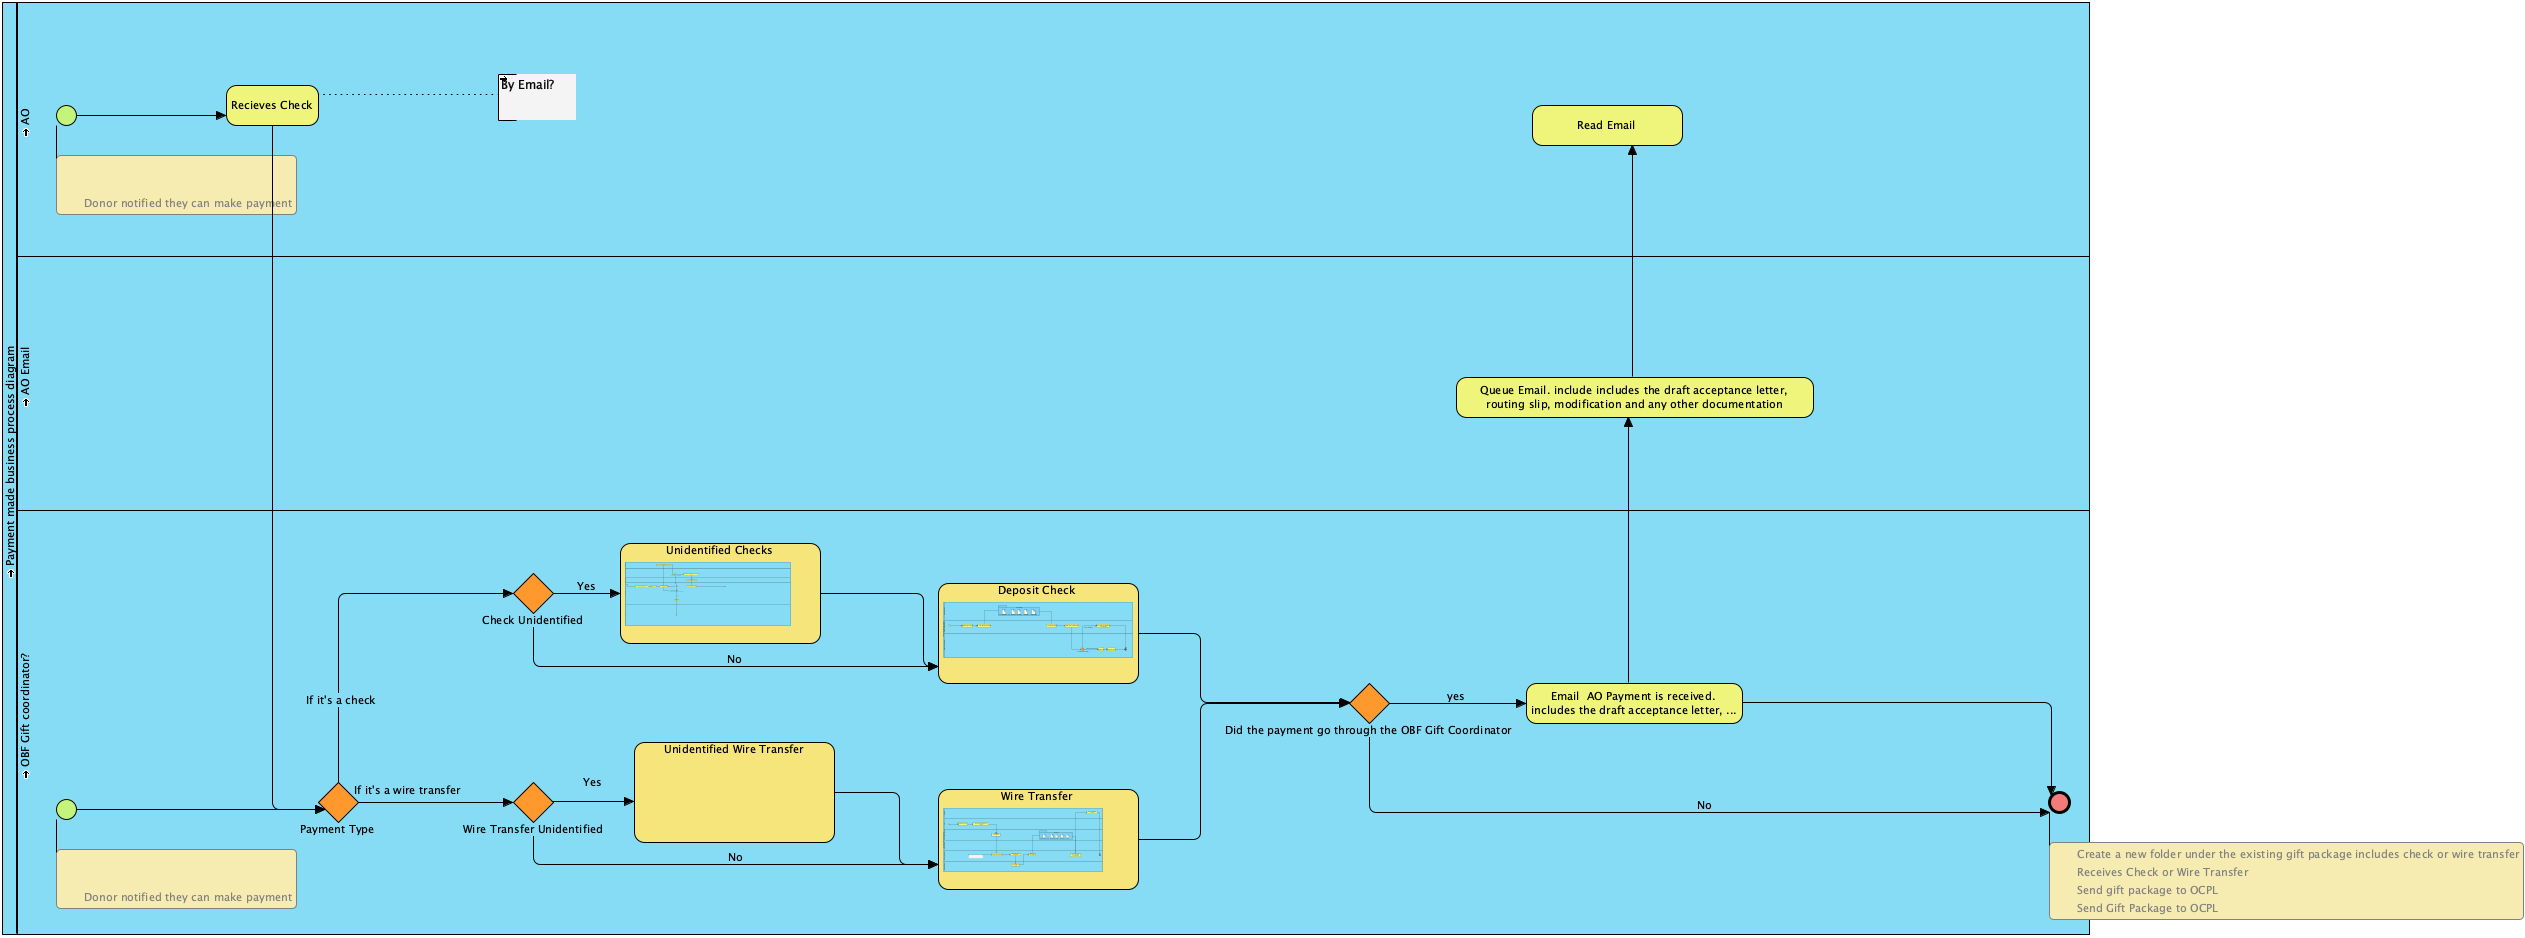 Payment made business process diagram
AO
Recieves Check
By Email?
Donor notified they can make payment
Read Email
AO Email
Queue Email. include includes the draft acceptance letter,
routing slip, modification and any other documentation
OBF Gift coordinator?
Unidentified Checks
Yes
Check Unidentified
No
Deposit Check
If it's a check
Email  AO Payment is received.
includes the draft acceptance letter, ...
yes
Did the payment go through the OBF Gift Coordinator
Unidentified Wire Transfer
Yes
If it's a wire transfer
Payment Type
Wire Transfer Unidentified
No
Wire Transfer
No
Donor notified they can make payment
Create a new folder under the existing gift package includes check or wire transfer
Receives Check or Wire Transfer
Send gift package to OCPL
Send Gift Package to OCPL